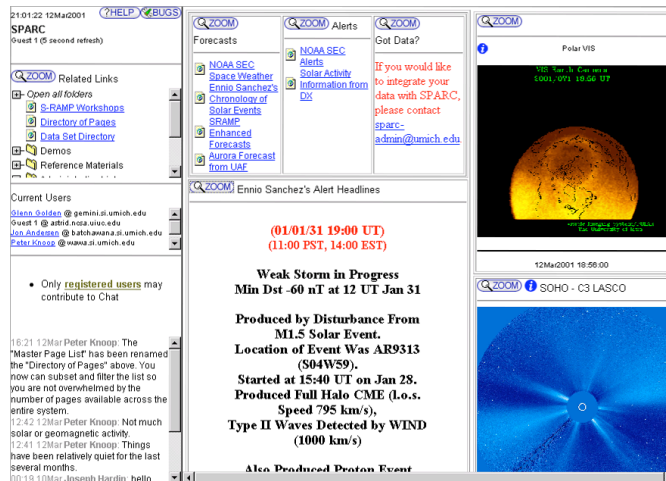 21:01:22 12Mar2001
?HELP
BUGS
SPARC
Guest 1 (5 second refresh)
ZOOM Related Links
Open all folders
S-RAMP Workshops
Directory of Pages
Data Set Directory
Demos
Reference Materials
Current Users
Glenn Golden @ gemini.si.umich.edu
Guest 1 @ astrid.ncsa.uiuc.edu
Jon Andersen @ batchawana.si.umich.edu
Peter Knoop @ wawa.si.umich.edu
Only registered users may
contribute to Chat
16:21 12Mar Peter Knoop: The
"Master Page List" has been renamed
the "Directory of Pages" above. You
now can subset and filter the list so
you are not overwhelmed by the
number of pages available across the
entire system.
12:42 12Mar Peter Knoop: Not much
solar or geomagnetic activity.
12:41 12Mar Peter Knoop: Things
have been relatively quiet for the last
several months.
00:19 10Mar Joseph Hardin: hello
ZOOM
Forecasts
NOAA SEC
Space Weather
Ennio Sanchez's
Chronology of
Solar Events
SRAMP
Enhanced
Forecasts
Aurora Forecast
from UAF
ZOOM Alerts
NOAA SEC
Alerts
Solar Activity
Information from
DX
ZOOM
Got Data?
If you would like
to integrate your
data with SPARC,
please contact
sparc-
admin@umich.edu
ZOOM Ennio Sanchez's Alert Headlines
(01/01/31 19:00 UT)
(11:00 PST, 14:00 EST)
Weak Storm in Progress
Min Dst -60 nT at 12 UT Jan 31
Produced by Disturbance From
M1.5 Solar Event.
Location of Event Was AR9313
(S04W59).
Started at 15:40 UT on Jan 28.
Produced Full Halo CME (l.o.s.
Speed 795 km/s),
Type II Waves Detected by WIND
(1000 km/s)
Also Produced Proton Event
ZOOM
Polar VIS
VIS Earth Camera
2001/071 18:56 UT
The University of Iowa
12Mar2001 18:56:00
ZOOM SOHO - C3 LASCO